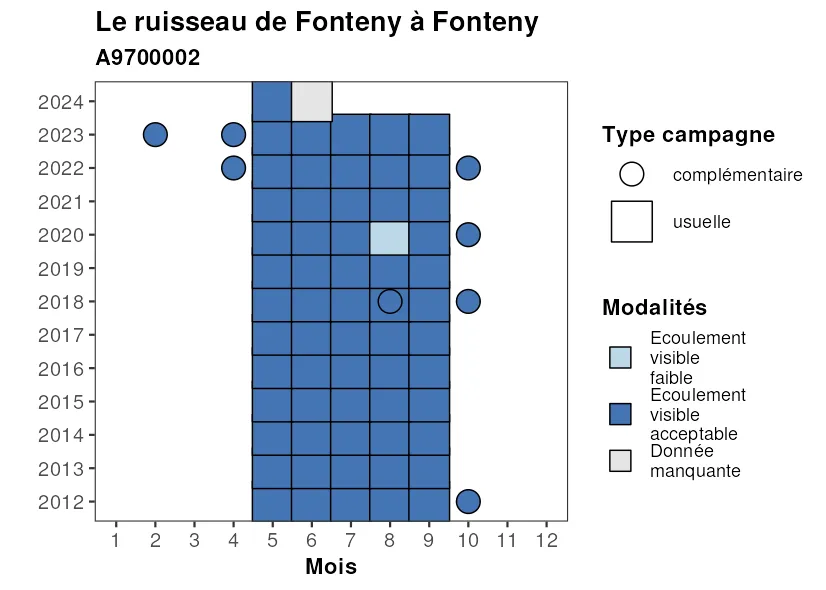 Le ruisseau de Fonteny à Fonteny
A9700002
2024
2023
2022
2021
2020
2019
2018
2017
2016
2015
2014
2013
2012
1 2 3 4 5 6 7 8 9 10 11 12
Mois
Type campagne
complémentaire
usuelle
Modalités
Ecoulement
visible
faible
Ecoulement
visible
acceptable
Donnée
manquante